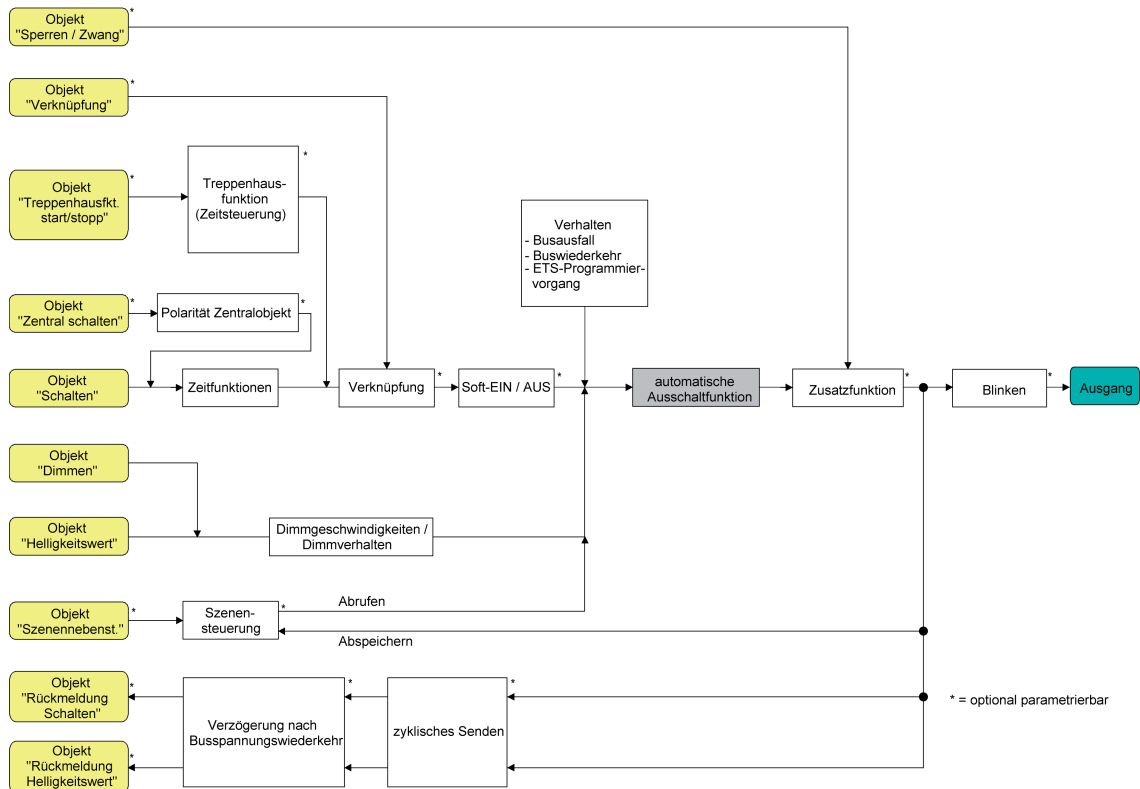 Objekt
"Sperren / Zwang"
*
Objekt
"Verknüpfung"
*
Objekt
"Treppenhausfkt.
start/stopp"
*
Treppenhaus-
funktion
(Zeitsteuerung)
*
Verhalten
- Busausfall
- Buswiederkehr
- ETS-Programmier-
vorgang
Objekt
"Zentral schalten"
*
Polarität Zentralobjekt
*
Objekt
"Schalten"
Zeitfunktionen
Verknüpfung
*
Soft-EIN / AUS
*
automatische
Ausschaltfunktion
Zusatzfunktion
*
Blinken
*
Ausgang
Objekt
"Dimmen"
Objekt
"Helligkeitswert"
Dimmgeschwindigkeiten /
Dimmverhalten
Objekt
"Szenennebenst."
*
Szenen-
steuerung
*
Abrufen
Abspeichern
Objekt
"Rückmeldung
Schalten"
*
Verzögerung nach
Busspannungswiederkehr
*
zyklisches Senden
*
* = optional parametrierbar
Objekt
"Rückmeldung
Helligkeitswert"
*